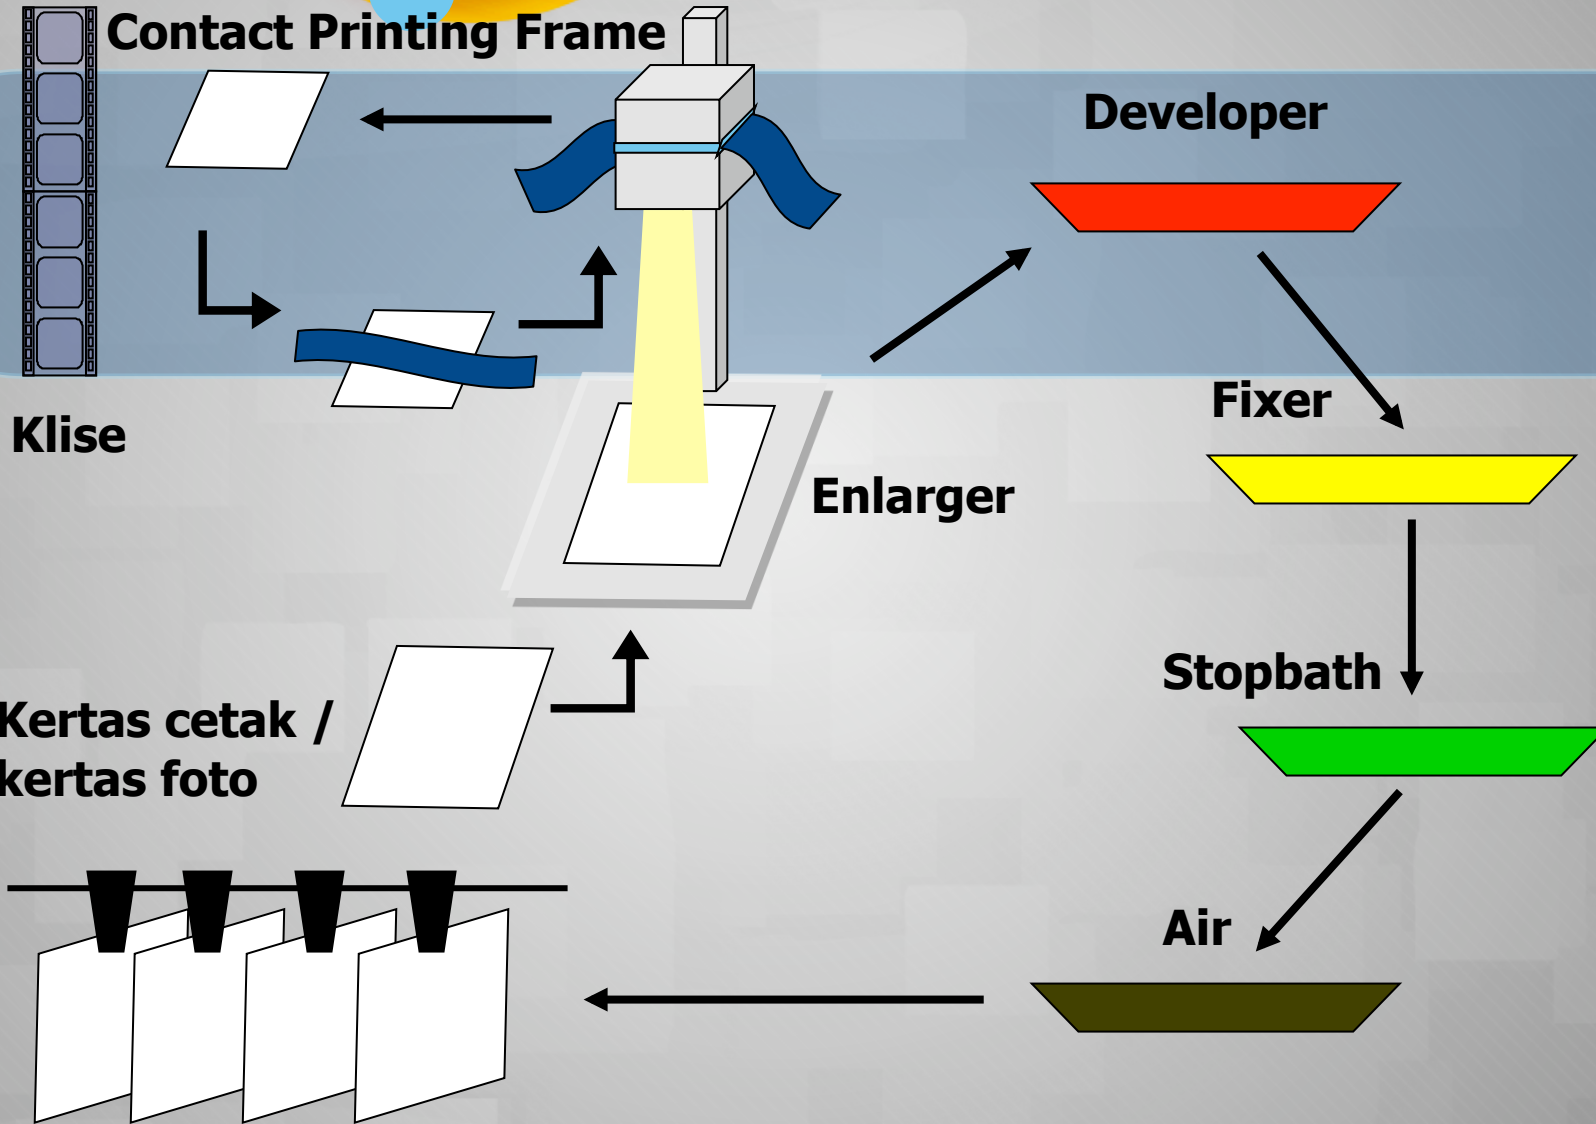 Contact Printing Frame
Developer
Fixer
Klise
Enlarger
Stopbath
Kertas cetak /
kertas foto
Air